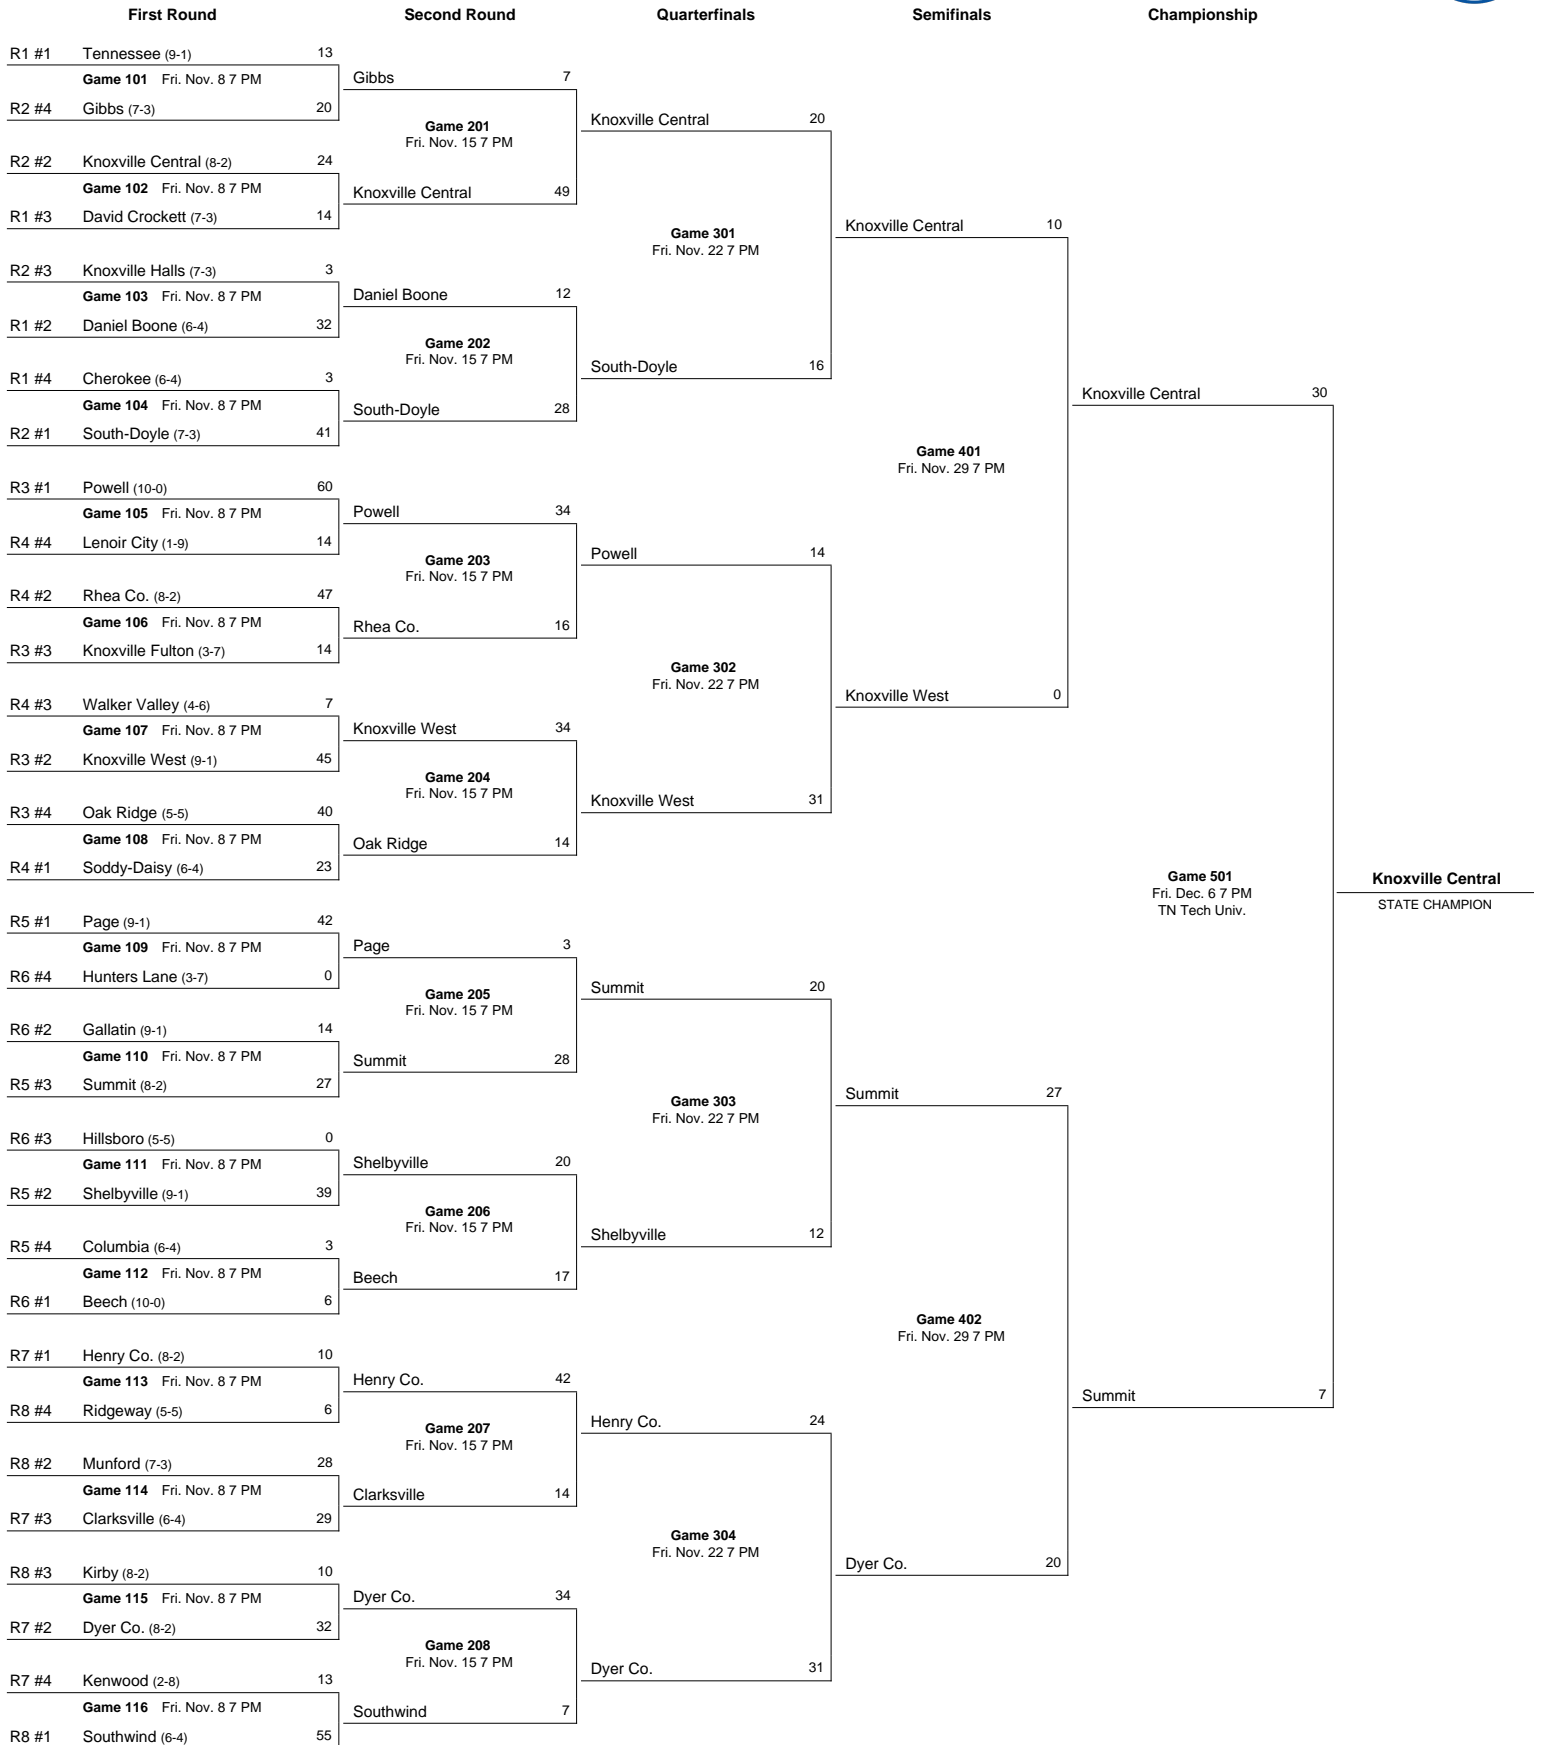 First Round Second Round Quarterfinals Semifinals Championship
R1 #1 Tennessee (9-1) 13
Game 101 Fri. Nov. 8 7 PM
R2 #4 Gibbs (7-3) 20
R2 #2 Knoxville Central (8-2) 24
Game 102 Fri. Nov. 8 7 PM
R1 #3 David Crockett (7-3) 14
R2 #3 Knoxville Halls (7-3) 3
Game 103 Fri. Nov. 8 7 PM
R1 #2 Daniel Boone (6-4) 32
R1 #4 Cherokee (6-4) 3
Game 104 Fri. Nov. 8 7 PM
R2 #1 South-Doyle (7-3) 41
R3 #1 Powell (10-0) 60
Game 105 Fri. Nov. 8 7 PM
R4 #4 Lenoir City (1-9) 14
R4 #2 Rhea Co. (8-2) 47
Game 106 Fri. Nov. 8 7 PM
R3 #3 Knoxville Fulton (3-7) 14
R4 #3 Walker Valley (4-6) 7
Game 107 Fri. Nov. 8 7 PM
R3 #2 Knoxville West (9-1) 45
R3 #4 Oak Ridge (5-5) 40
Game 108 Fri. Nov. 8 7 PM
R4 #1 Soddy-Daisy (6-4) 23
R5 #1 Page (9-1) 42
Game 109 Fri. Nov. 8 7 PM
R6 #4 Hunters Lane (3-7) 0
R6 #2 Gallatin (9-1) 14
Game 110 Fri. Nov. 8 7 PM
R5 #3 Summit (8-2) 27
R6 #3 Hillsboro (5-5) 0
Game 111 Fri. Nov. 8 7 PM
R5 #2 Shelbyville (9-1) 39
R5 #4 Columbia (6-4) 3
Game 112 Fri. Nov. 8 7 PM
R6 #1 Beech (10-0) 6
R7 #1 Henry Co. (8-2) 10
Game 113 Fri. Nov. 8 7 PM
R8 #4 Ridgeway (5-5) 6
R8 #2 Munford (7-3) 28
Game 114 Fri. Nov. 8 7 PM
R7 #3 Clarksville (6-4) 29
R8 #3 Kirby (8-2) 10
Game 115 Fri. Nov. 8 7 PM
R7 #2 Dyer Co. (8-2) 32
R7 #4 Kenwood (2-8) 13
Game 116 Fri. Nov. 8 7 PM
R8 #1 Southwind (6-4) 55
Gibbs 7
Game 201
Fri. Nov. 15 7 PM
Knoxville Central 49
Daniel Boone 12
Game 202
Fri. Nov. 15 7 PM
South-Doyle 28
Powell 34
Game 203
Fri. Nov. 15 7 PM
Rhea Co. 16
Knoxville West 34
Game 204
Fri. Nov. 15 7 PM
Oak Ridge 14
Page 3
Game 205
Fri. Nov. 15 7 PM
Summit 28
Shelbyville 20
Game 206
Fri. Nov. 15 7 PM
Beech 17
Henry Co. 42
Game 207
Fri. Nov. 15 7 PM
Clarksville 14
Dyer Co. 34
Game 208
Fri. Nov. 15 7 PM
Southwind 7
Knoxville Central 20
Game 301
Fri. Nov. 22 7 PM
South-Doyle 16
Powell 14
Game 302
Fri. Nov. 22 7 PM
Knoxville West 31
Summit 20
Game 303
Fri. Nov. 22 7 PM
Shelbyville 12
Henry Co. 24
Game 304
Fri. Nov. 22 7 PM
Dyer Co. 31
Knoxville Central 10
Game 401
Fri. Nov. 29 7 PM
Knoxville West 0
Summit 27
Game 402
Fri. Nov. 29 7 PM
Dyer Co. 20
Knoxville Central 30
Game 501
Fri. Dec. 6 7 PM
TN Tech Univ.
Summit 7
Knoxville Central
STATE CHAMPION